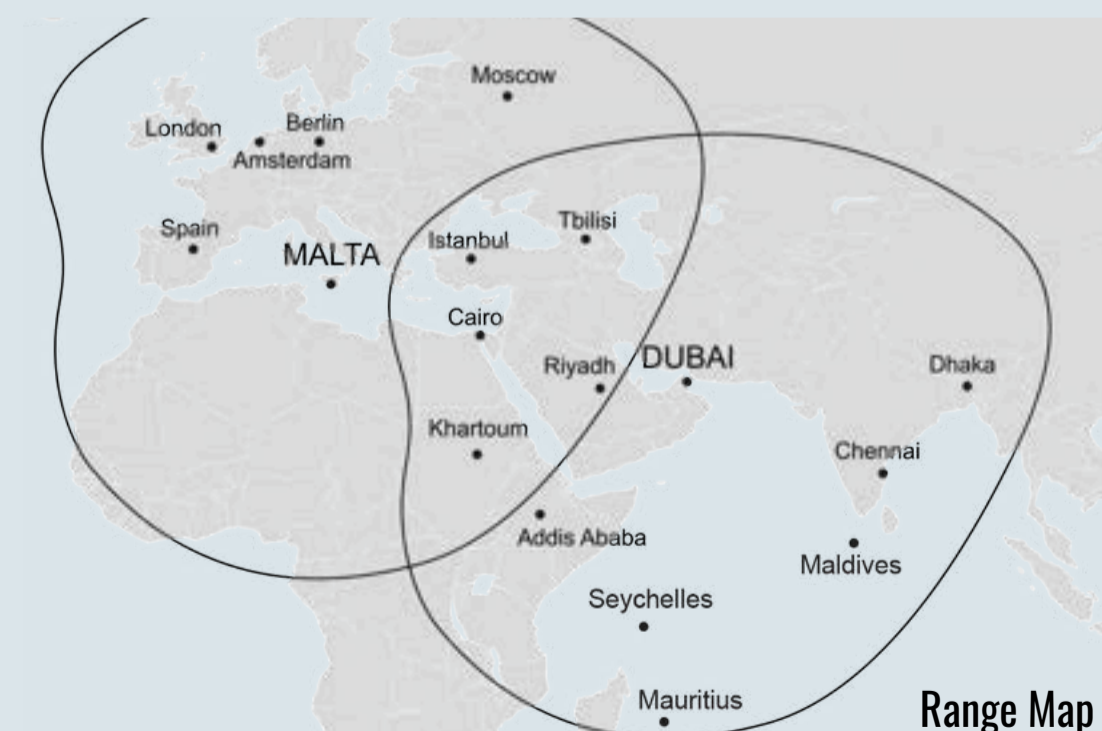 Moscow
London
Berlin
Amsterdam
Spain
MALTA
Istanbul
Tbilisi
Cairo
Riyadh
DUBAI
Dhaka
Khartoum
Chennai
Addis Ababa
Maldives
Seychelles
Mauritius
Range Map